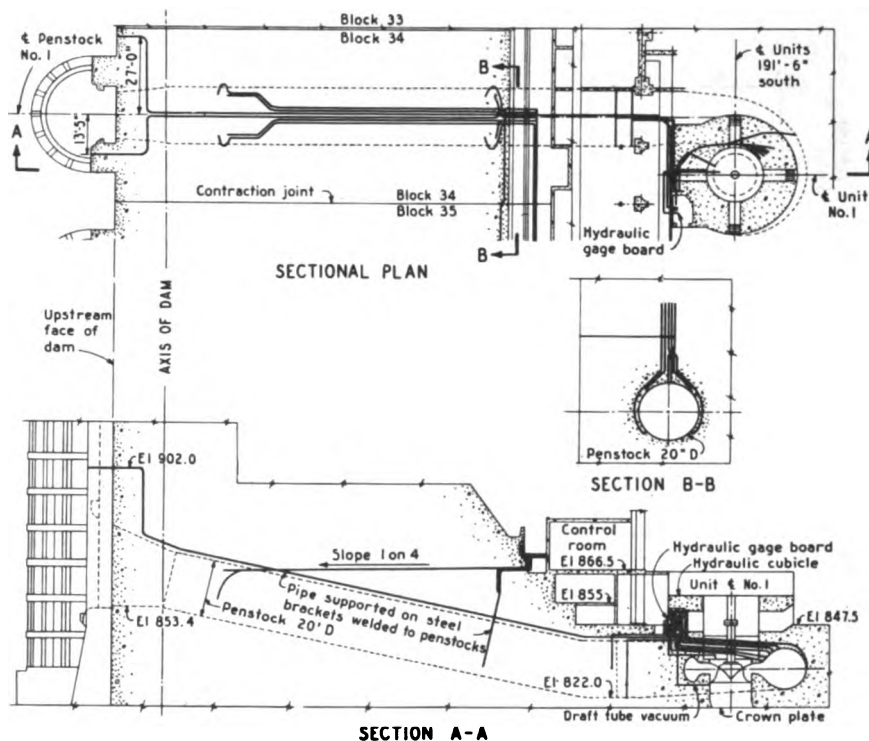 Block 33
Block 34
℄ Penstock
No. 1
27'-0"
13'-5"
A
B
℄ Units
191'-6"
south
A
℄ Unit
No. 1
Contraction joint
Block 34
Block 35
B
Hydraulic
gage board
SECTIONAL PLAN
Upstream
face of
dam
AXIS OF DAM
Penstock 20" D
SECTION B-B
El 902.0
Slope 1 on 4
Control
room
El 866.5
Hydraulic gage board
Hydraulic cubicle
Unit ℄ No. 1
El 855
El 847.5
Pipe supported on steel
brackets welded to penstocks
Penstock 20' D
El 853.4
El 822.0
Draft tube vacuum
Crown plate
SECTION A-A